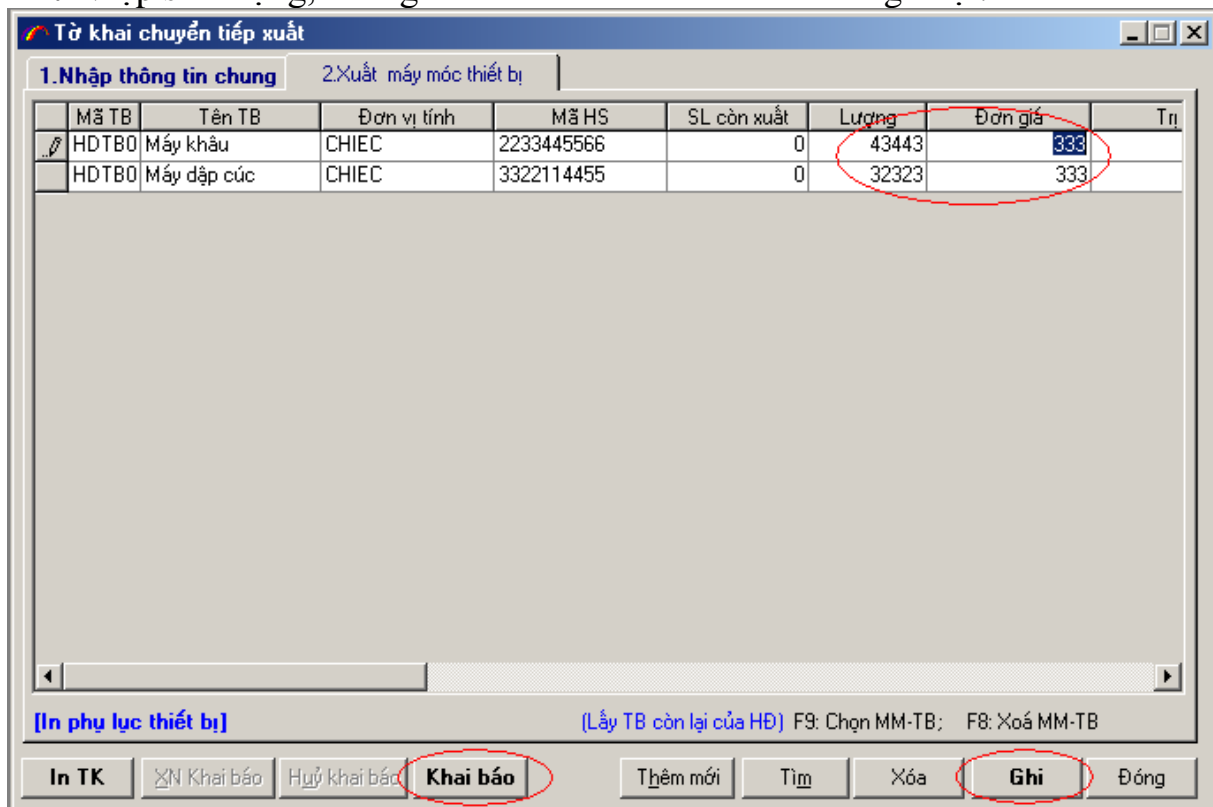 Tờ khai chuyển tiếp xuất
1.Nhập thông tin chung 2.Xuất máy móc thiết bị
Mã TB Tên TB Đơn vị tính Mã HS SL còn xuất Lượng Đơn giá Trị
HDTB0 Máy khâu CHIEC 2233445566 0 43443 333
HDTB0 Máy dập cúc CHIEC 3322114455 0 32323 333
[In phụ lục thiết bị] (Lấy TB còn lại của HĐ) F9: Chọn MM-TB; F8: Xoá MM-TB
In TK XN Khai báo Huỷ khai báo Khai báo Thêm mới Tìm Xóa Ghi Đóng